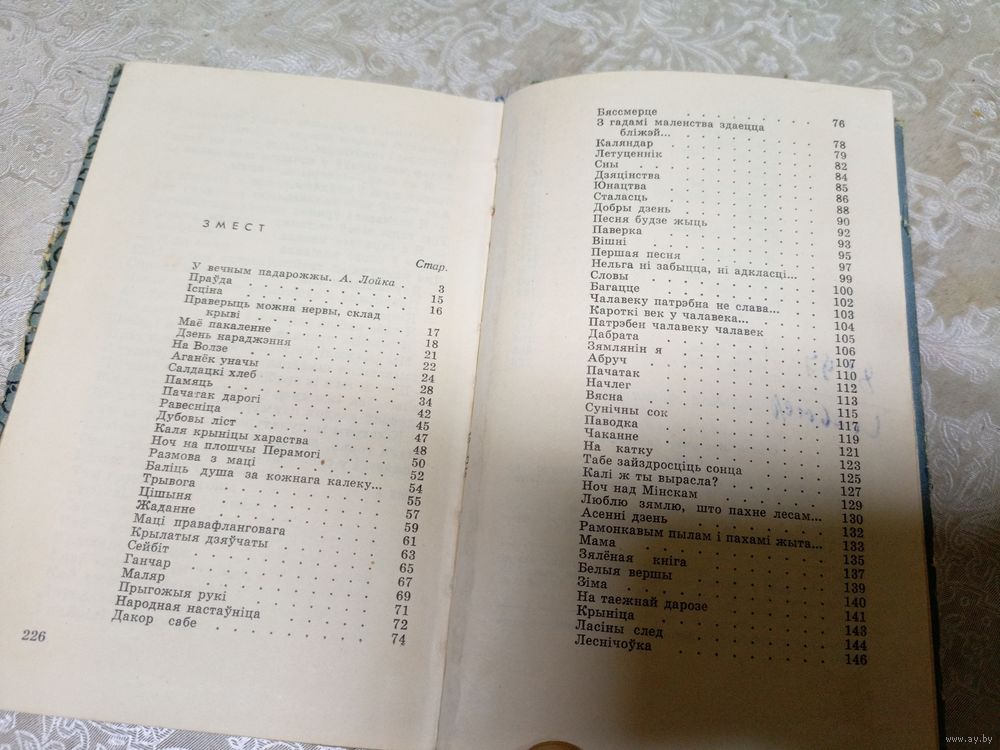 ЗМЕСТ
Стар.
У вечным падарожжы. А. Лойка . 3
Праўда . . . . . . . . 15
Ісціна . . . . . . . . 16
Праверыць можна нервы, склад
крыві . . . . . . . . 17
Маё пакаленне . . . . . . 18
Дзень нараджэння . . . . . 21
На Волзе . . . . . . . 22
Аганёк уначы . . . . . . 24
Салдацкі хлеб . . . . . . 28
Памяць . . . . . . . . 34
Пачатак дарогі . . . . . . 42
Равесніца . . . . . . . 45
Дубовы ліст . . . . . . . 47
Каля крыніцы хараства . . . . 48
Ноч на плошчы Перамогі . . . . 50
Размова з маці . . . . . . 52
Баліць душа за кожнага калеку... . 54
Трывога . . . . . . . . 55
Цішыня . . . . . . . . 57
Жаданне . . . . . . . . 59
Маці правафланговага . . . . 61
Крылатыя дзяўчаты . . . . . 63
Сейбіт . . . . . . . . 65
Ганчар . . . . . . . . 67
Маляр . . . . . . . . 69
Прыгожыя рукі . . . . . . 71
Народная настаўніца . . . . . 72
Дакор сабе . . . . . . . 74
226
Бяссмерце . . . . . . . 76
З гадамі маленства здаецца
бліжэй... . . . . . . . 78
Каляндар . . . . . . . 79
Летуценнік . . . . . . . 82
Сны . . . . . . . . 84
Дзяцінства . . . . . . . 85
Юнацтва . . . . . . . 86
Сталасць . . . . . . . 88
Добры дзень . . . . . . 90
Песня будзе жыць . . . . . 92
Паверка . . . . . . . 93
Вішні . . . . . . . . 95
Першая песня . . . . . . 97
Нельга ні забыцца, ні адкласці... . 99
Словы . . . . . . . . 100
Багацце . . . . . . . 102
Чалавеку патрэбна не слава... . . 103
Кароткі век у чалавека... . . . 104
Патрэбен чалавеку чалавек . . . 105
Дабрата . . . . . . . 106
Зямлянін я . . . . . . . 107
Абруч . . . . . . . . 110
Пачатак . . . . . . . 112
Начлег . . . . . . . . 113
Вясна . . . . . . . . 115
Сунічны сок . . . . . . 117
Паводка . . . . . . . 119
Чаканне . . . . . . . 121
На катку . . . . . . . 123
Табе зайздросціць сонца . . . . 125
Калі ж ты вырасла? . . . . . 127
Ноч над Мінскам . . . . . 129
Люблю зямлю, што пахне лесам... . 130
Асенні дзень . . . . . . 132
Рамонкавым пылам і пахамі жыта... . 133
Мама . . . . . . . . 135
Зялёная кніга . . . . . . 137
Белыя вершы . . . . . . 139
Зіма . . . . . . . . 140
На таежнай дарозе . . . . . 141
Крыніца . . . . . . . 143
Ласіны след . . . . . . 144
Леснічоўка . . . . . . . 146
www.ay.by